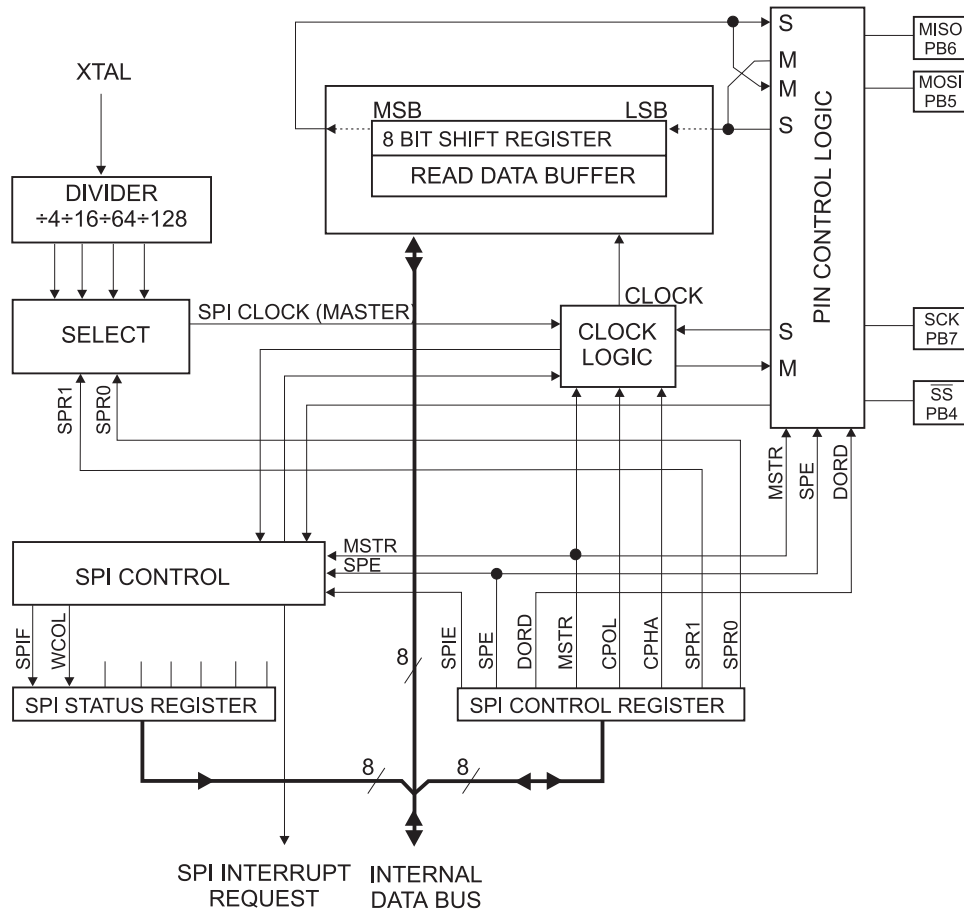 S
MISO
PB6
XTAL
M
M
MOSI
PB5
MSB
LSB
S
8 BIT SHIFT REGISTER
READ DATA BUFFER
PIN CONTROL LOGIC
DIVIDER
÷4÷16÷64÷128
CLOCK
SPI CLOCK (MASTER)
SELECT
CLOCK
LOGIC
S
M
SCK
PB7
SS
PB4
SPR1
SPR0
MSTR
SPE
DORD
MSTR
SPE
SPI CONTROL
SPIF
WCOL
8
SPIE
SPE
DORD
MSTR
CPOL
CPHA
SPR1
SPR0
SPI STATUS REGISTER
SPI CONTROL REGISTER
8
8
SPI INTERRUPT
REQUEST
INTERNAL
DATA BUS